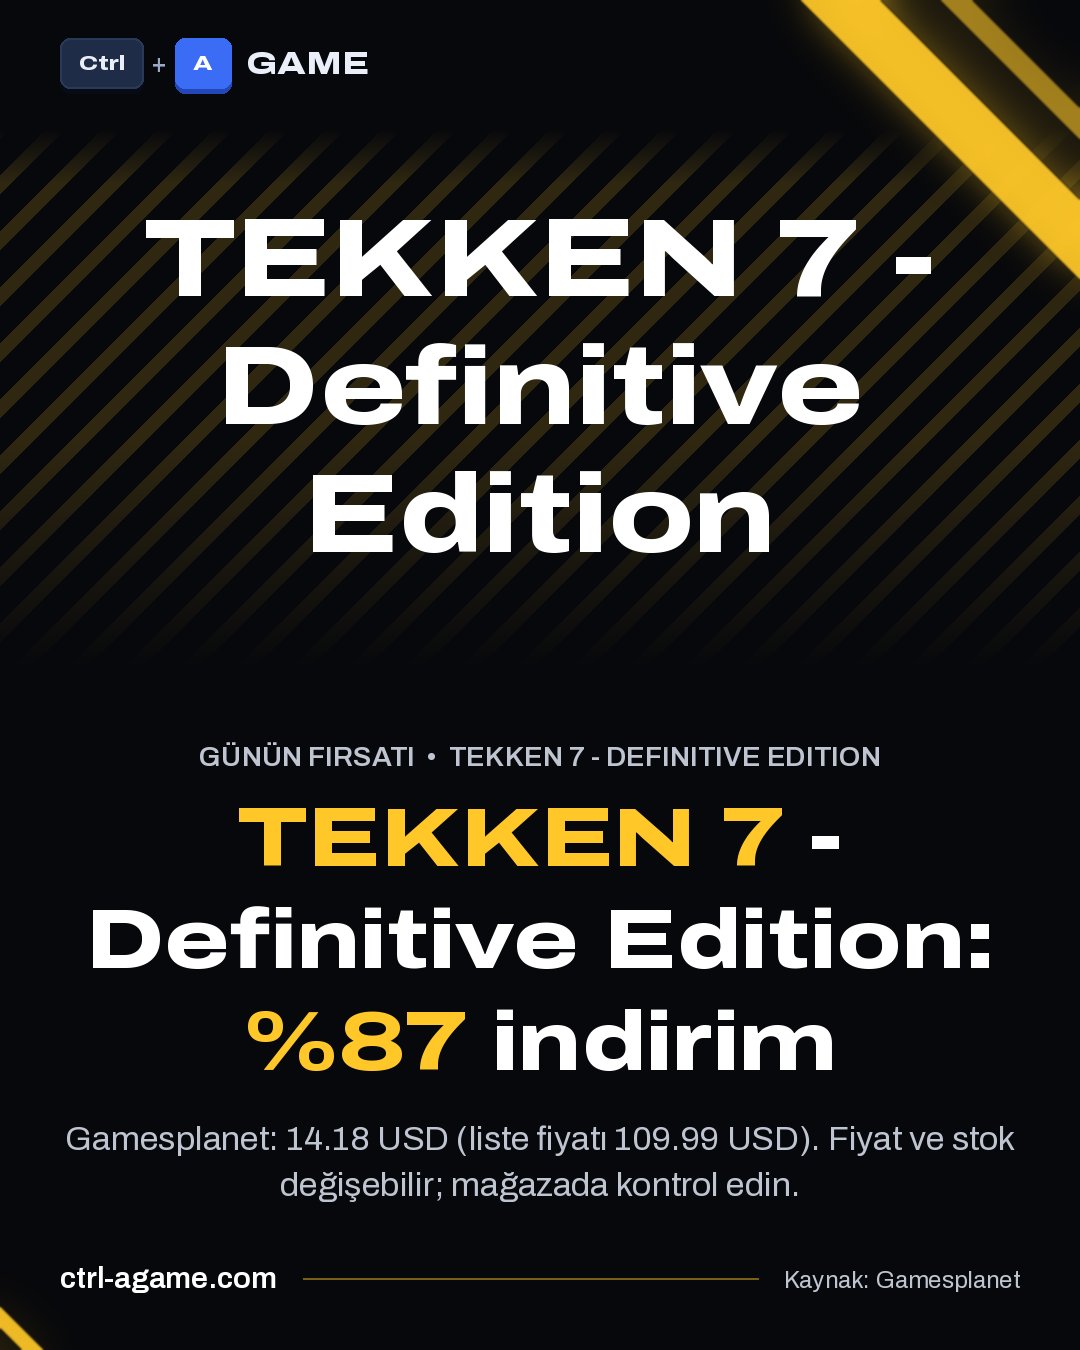 Ctrl + A GAME
TEKKEN 7 -
Definitive
Edition
GÜNÜN FIRSATI • TEKKEN 7 - DEFINITIVE EDITION
TEKKEN 7 -
Definitive Edition:
%87 indirim
Gamesplanet: 14.18 USD (liste fiyatı 109.99 USD). Fiyat ve stok
değişebilir; mağazada kontrol edin.
ctrl-agame.com
Kaynak: Gamesplanet